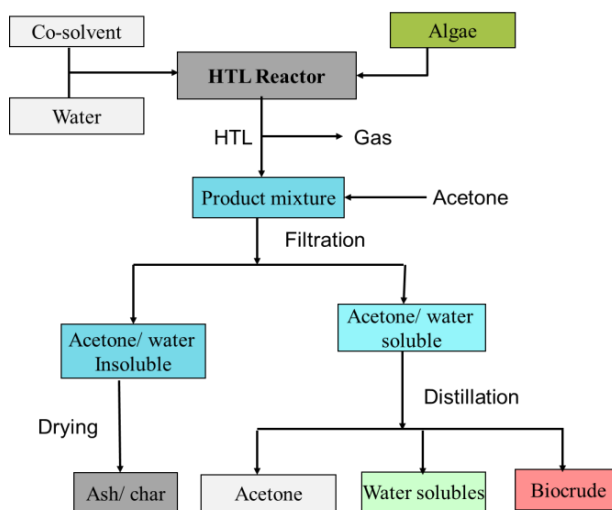 Co-solvent
Algae
HTL Reactor
Water
HTL
Gas
Product mixture
Acetone
Filtration
Acetone/ water
Insoluble
Acetone/ water
soluble
Drying
Distillation
Ash/ char
Acetone
Water solubles
Biocrude